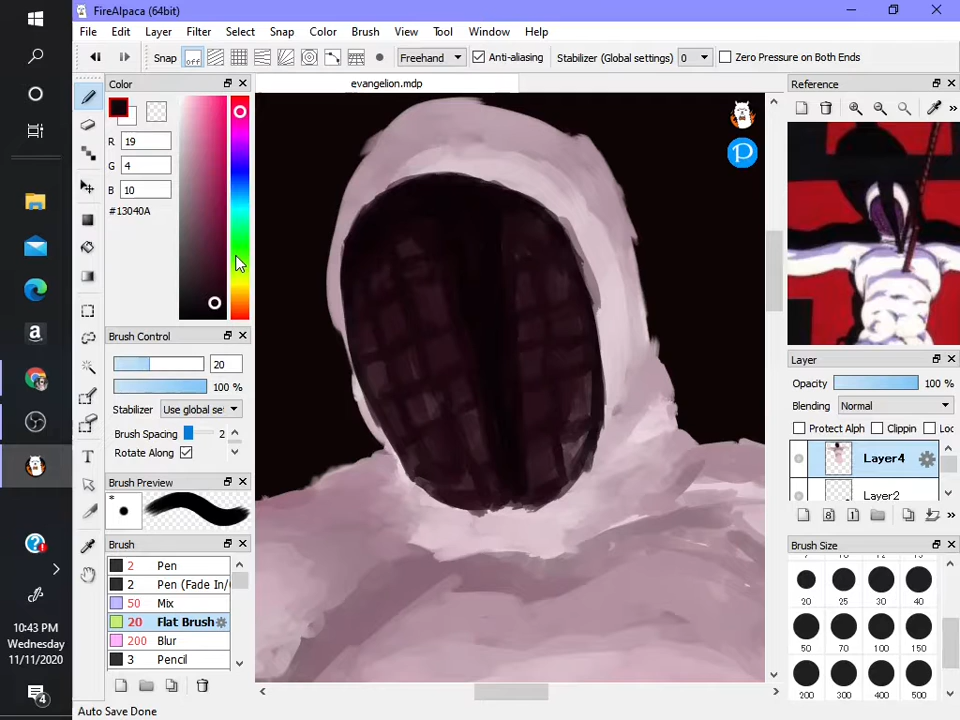 FireAlpaca (64bit)
File Edit Layer Filter Select Snap Color Brush View Tool Window Help
Snap off Freehand Anti-aliasing Stabilizer (Global settings) 0 Zero Pressure on Both Ends
Color
evangelion.mdp
Reference
R 19
G 4
B 10
#13040A
Brush Control
20
100 %
Stabilizer Use global se
Brush Spacing 2
Rotate Along
Brush Preview
*
Brush
2 Pen
2 Pen (Fade In/
50 Mix
20 Flat Brush
200 Blur
3 Pencil
P
Layer
Opacity 100 %
Blending Normal
Protect Alph Clippin Loc
Layer4
Layer2
8 1
Brush Size
20 25 30 40
50 70 100 150
200 300 400 500
a
10:43 PM
Wednesday
11/11/2020
4
Auto Save Done